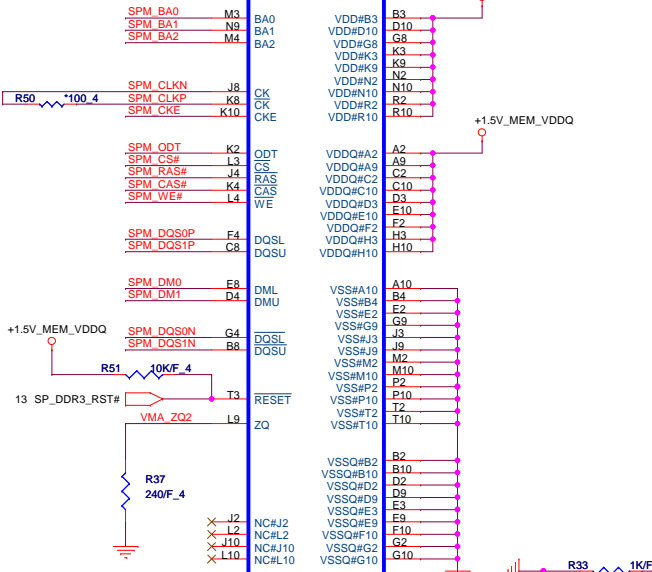 SPM_BA0 M3 BA0
SPM_BA1 N9 BA1
SPM_BA2 M4 BA2
SPM_CLKN J8 CK
R50 *100_4 SPM_CLKP K8 CK
SPM_CKE K10 CKE
SPM_ODT K2 ODT
SPM_CS# L3 CS
SPM_RAS# J4 RAS
SPM_CAS# K4 CAS
SPM_WE# L4 WE
SPM_DQS0P F4 DQSL
SPM_DQS1P C8 DQSU
SPM_DM0 E8 DML
SPM_DM1 D4 DMU
+1.5V_MEM_VDDQ
SPM_DQS0N G4 DQSL
SPM_DQS1N B8 DQSU
R51 10K/F_4
13 SP_DDR3_RST# T3 RESET
VMA_ZQ2 L9 ZQ
R37
240/F_4
J2 NC#J2
L2 NC#L2
J10 NC#J10
L10 NC#L10
VDD#B3 B3
VDD#D10 D10
VDD#G8 G8
VDD#K3 K3
VDD#K9 K9
VDD#N2 N2
VDD#N10 N10
VDD#R2 R2
VDD#R10 R10
+1.5V_MEM_VDDQ
VDDQ#A2 A2
VDDQ#A9 A9
VDDQ#C2 C2
VDDQ#C10 C10
VDDQ#D3 D3
VDDQ#E10 E10
VDDQ#F2 F2
VDDQ#H3 H3
VDDQ#H10 H10
VSS#A10 A10
VSS#B4 B4
VSS#E2 E2
VSS#G9 G9
VSS#J3 J3
VSS#J9 J9
VSS#M2 M2
VSS#M10 M10
VSS#P2 P2
VSS#P10 P10
VSS#T2 T2
VSS#T10 T10
VSSQ#B2 B2
VSSQ#B10 B10
VSSQ#D2 D2
VSSQ#D9 D9
VSSQ#E3 E3
VSSQ#E9 E9
VSSQ#F10 F10
VSSQ#G2 G2
VSSQ#G10 G10
R33 1K/F